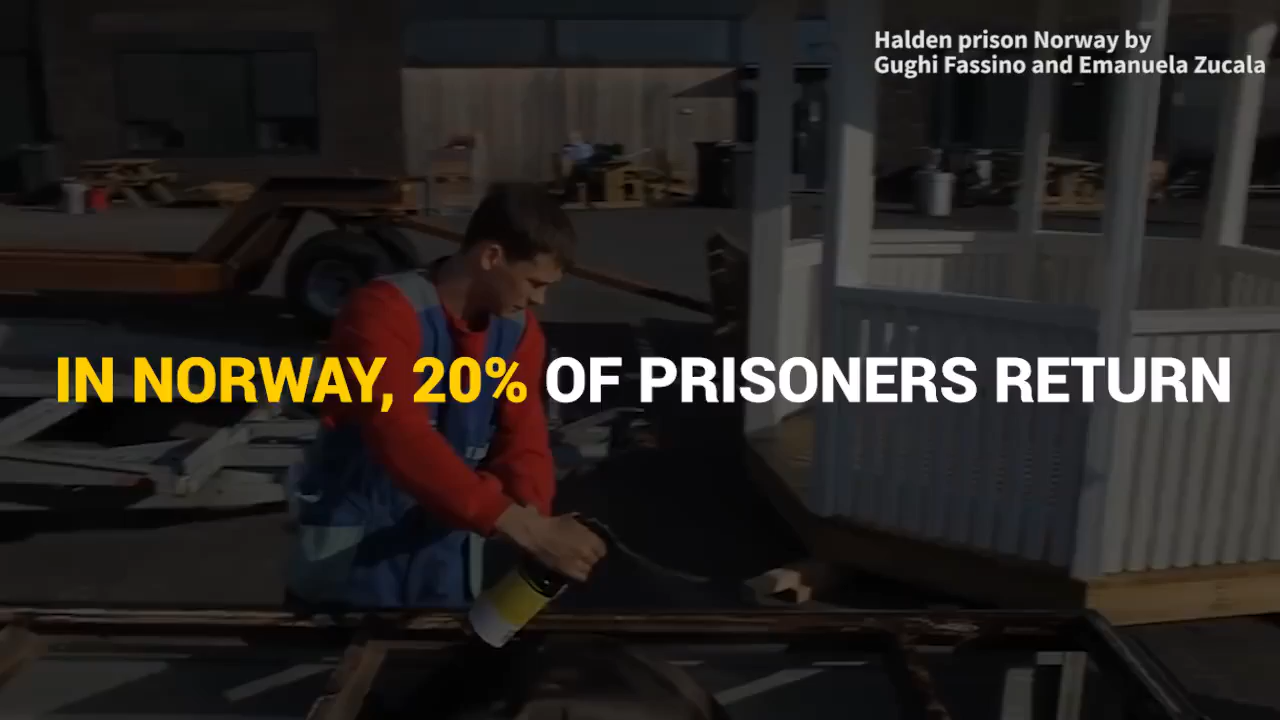 Halden prison Norway by
Gughi Fassino and Emanuela Zucala
IN NORWAY, 20% OF PRISONERS RETURN